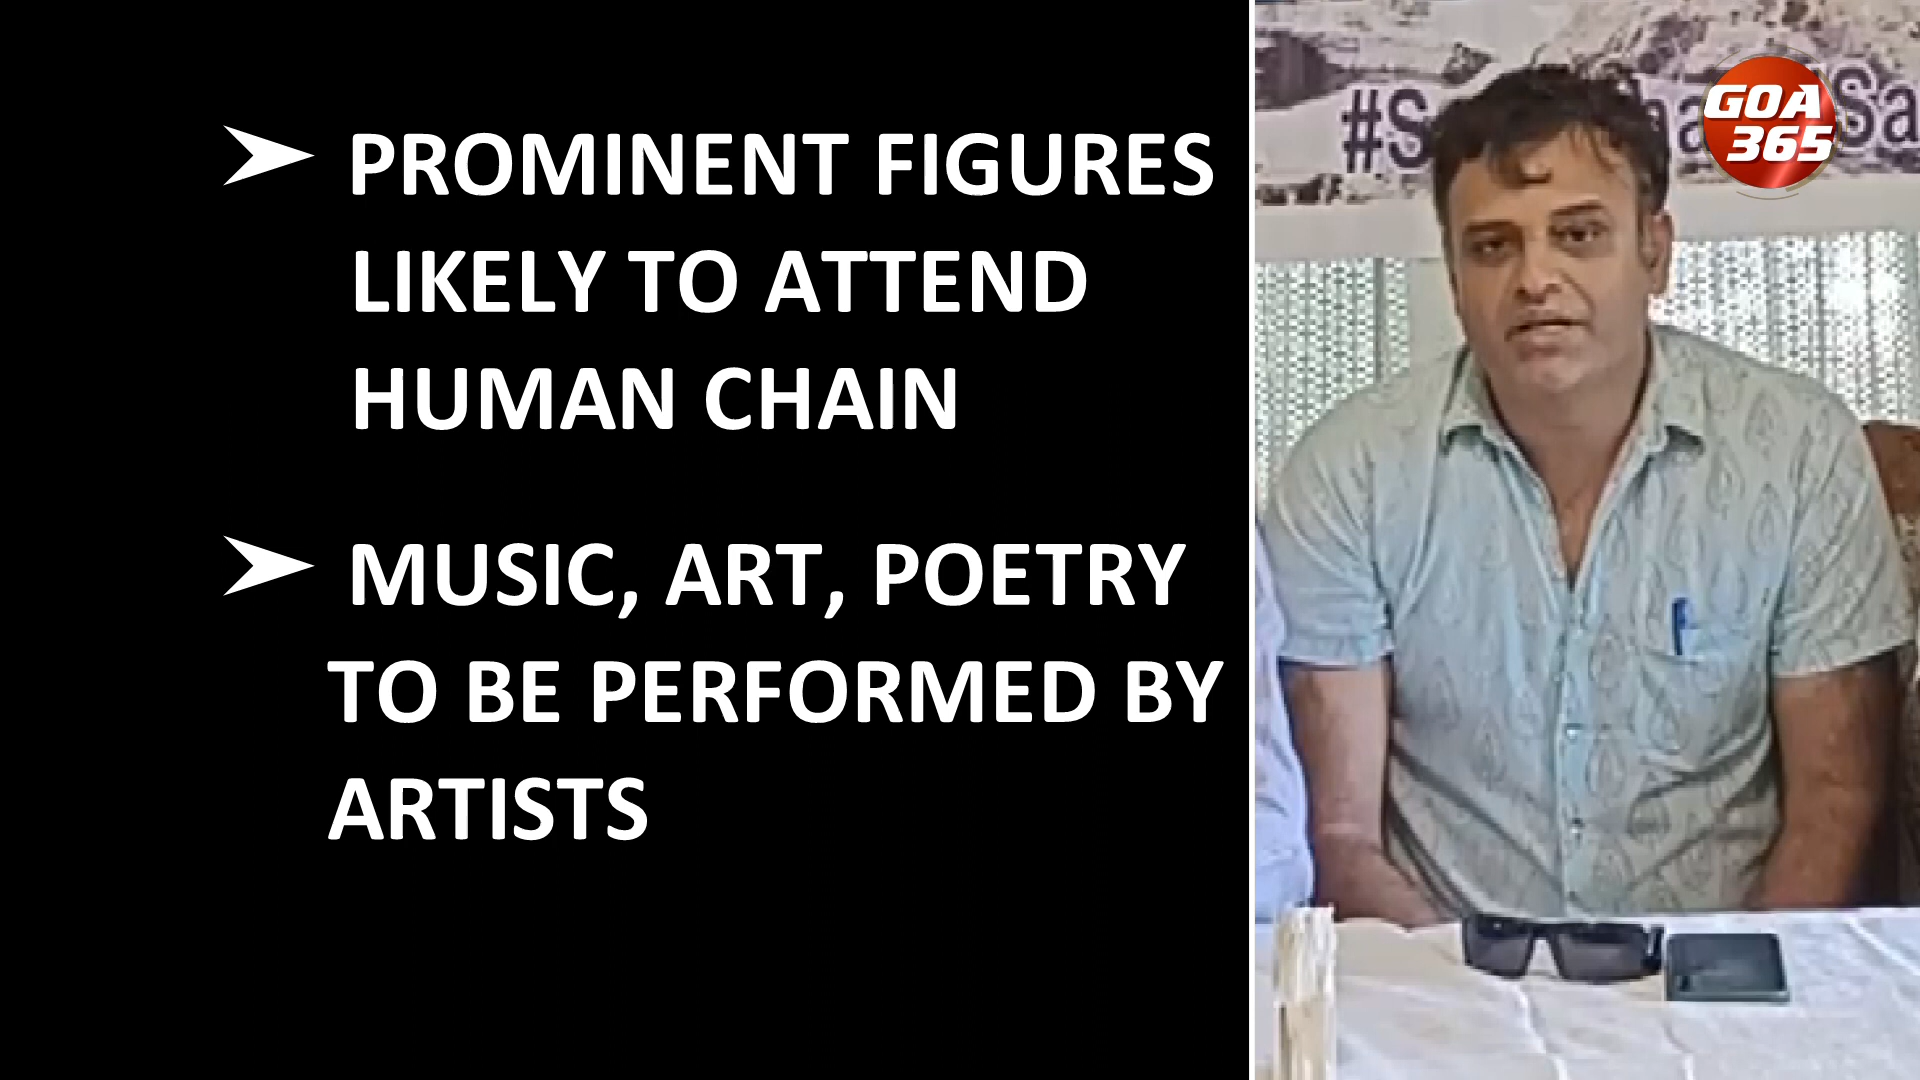 ➤ PROMINENT FIGURES
LIKELY TO ATTEND
HUMAN CHAIN
➤ MUSIC, ART, POETRY
TO BE PERFORMED BY
ARTISTS
GOA
365